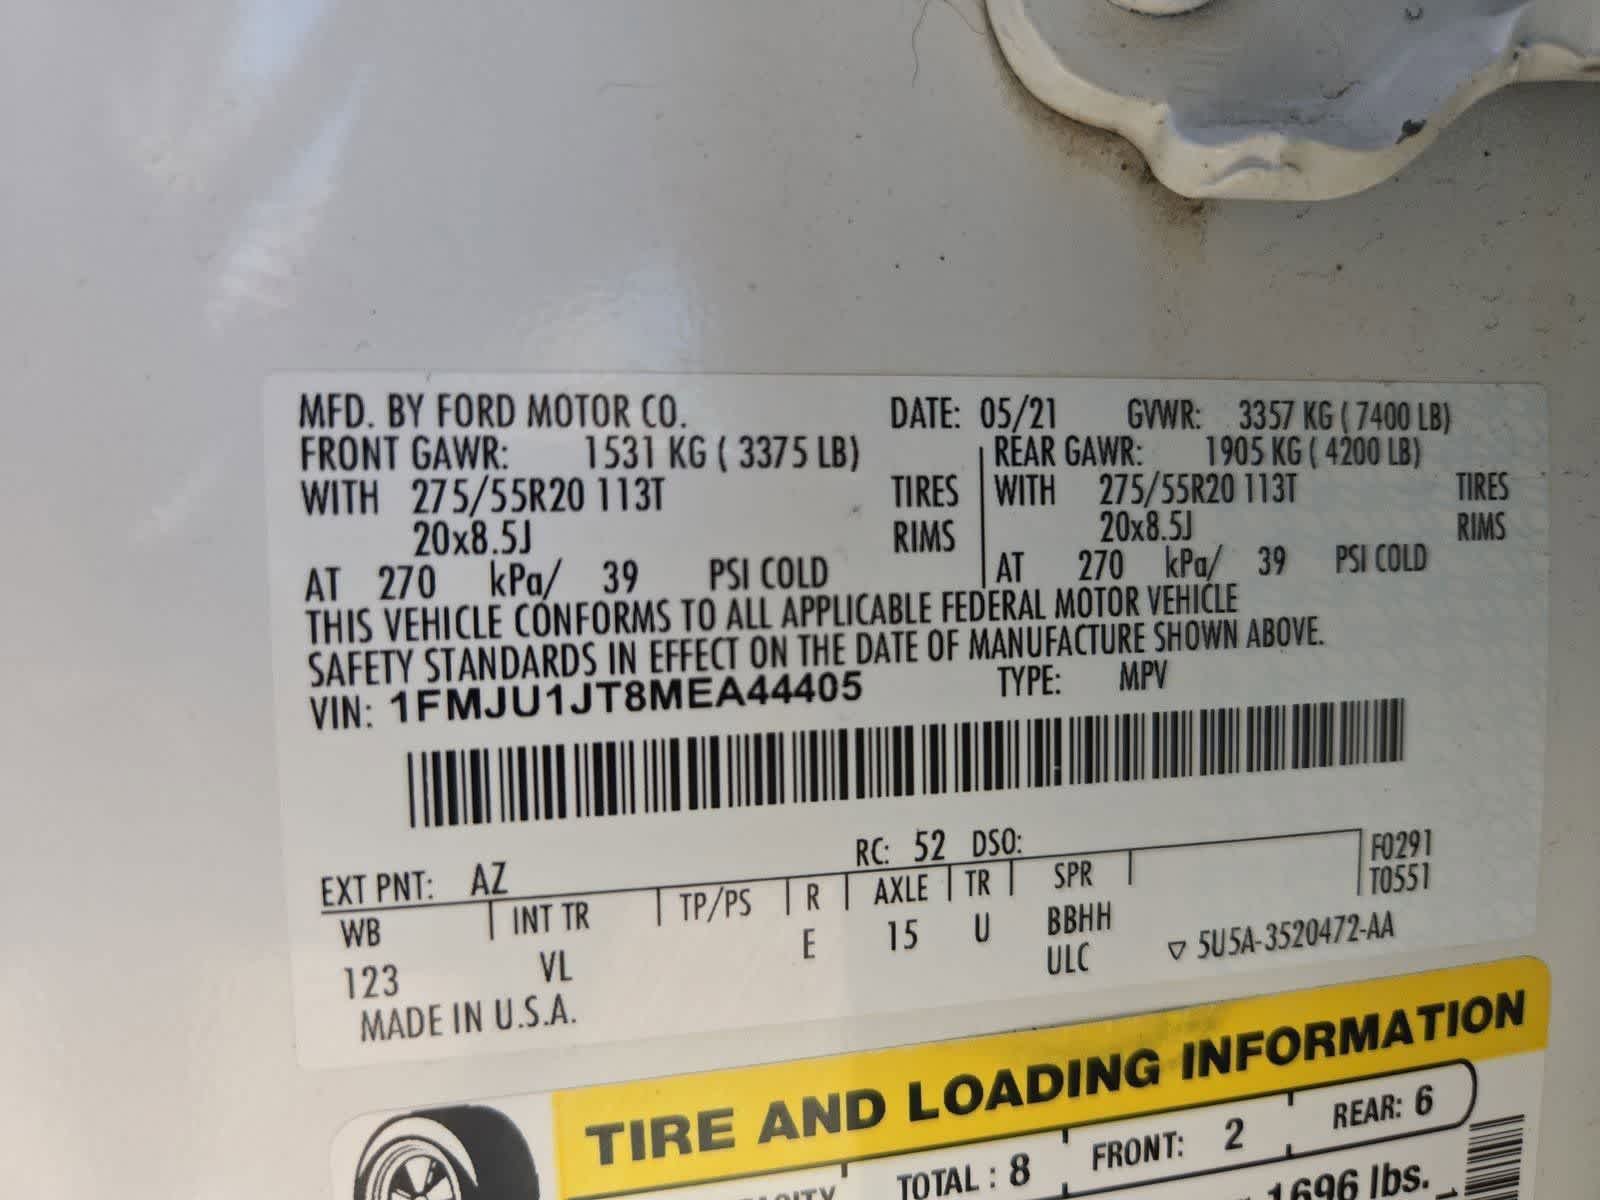 MFD. BY FORD MOTOR CO. DATE: 05/21 GVWR: 3357 KG ( 7400 LB)
FRONT GAWR: 1531 KG ( 3375 LB) REAR GAWR: 1905 KG ( 4200 LB)
WITH 275/55R20 113T TIRES WITH 275/55R20 113T TIRES
20x8.5J RIMS 20x8.5J RIMS
AT 270 kPa/ 39 PSI COLD AT 270 kPa/ 39 PSI COLD
THIS VEHICLE CONFORMS TO ALL APPLICABLE FEDERAL MOTOR VEHICLE
SAFETY STANDARDS IN EFFECT ON THE DATE OF MANUFACTURE SHOWN ABOVE.
VIN: 1FMJU1JT8MEA44405 TYPE: MPV
EXT PNT: AZ RC: 52 DSO: F0291
WB INT TR TP/PS R AXLE TR SPR T0551
123 VL E 15 U BBHH
ULC ▽ 5U5A-3520472-AA
MADE IN U.S.A.
TIRE AND LOADING INFORMATION
TOTAL : 8 FRONT: 2 REAR: 6
1696 lbs.